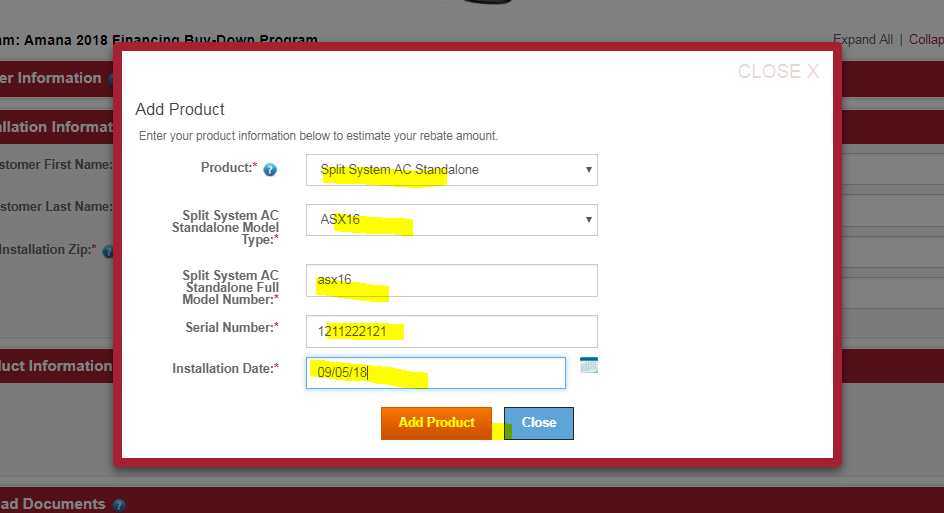 am: Amana 2018 Financing Buy-Down Program
Expand All | Collap
er Information
CLOSE X
Add Product
Enter your product information below to estimate your rebate amount.
llation Informat
Product:* ? Split System AC Standalone
stomer First Name:
Split System AC
Standalone Model
Type:*
ASX16
stomer Last Name:
Installation Zip:* ?
Split System AC
Standalone Full
Model Number:*
asx16
Serial Number:* 1211222121
uct Information
Installation Date:* 09/05/18
Add Product Close
ad Documents ?